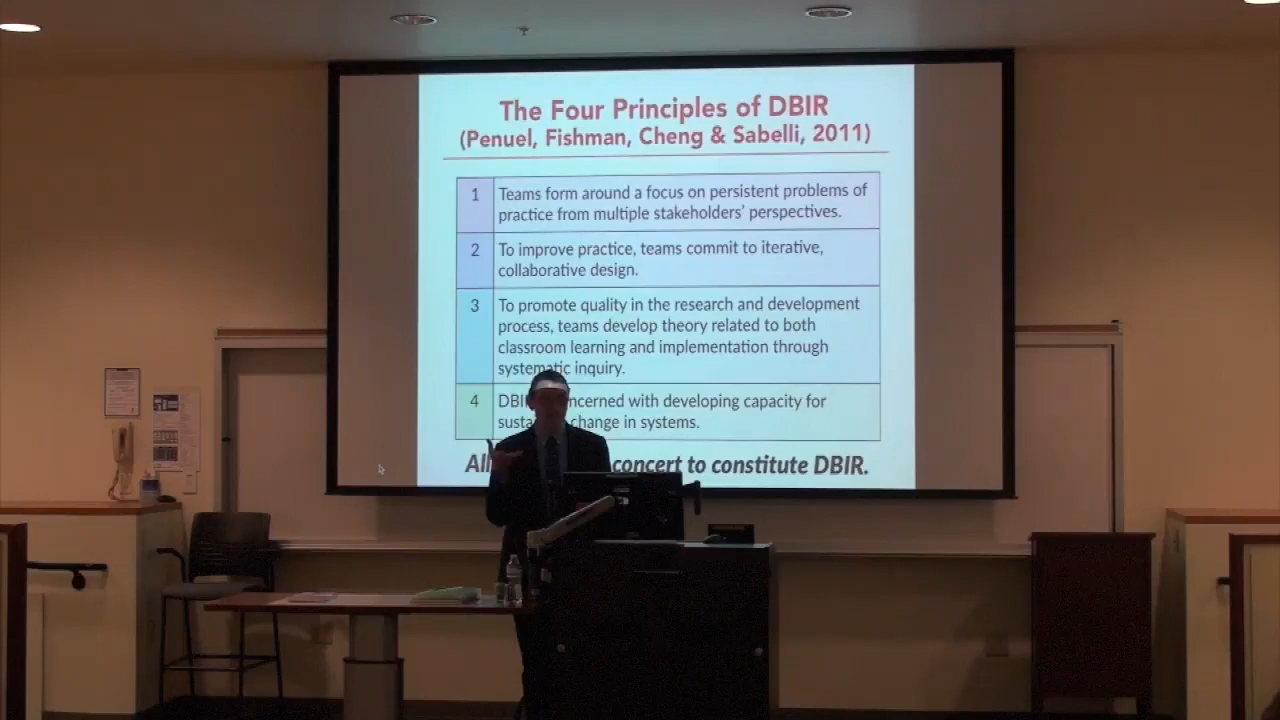 The Four Principles of DBIR
(Penuel, Fishman, Cheng & Sabelli, 2011)
1 Teams form around a focus on persistent problems of
practice from multiple stakeholders' perspectives.
2 To improve practice, teams commit to iterative,
collaborative design.
3 To promote quality in the research and development
process, teams develop theory related to both
classroom learning and implementation through
systematic inquiry.
4 DBIR with developing capacity for
change in systems.
All concert to constitute DBIR.